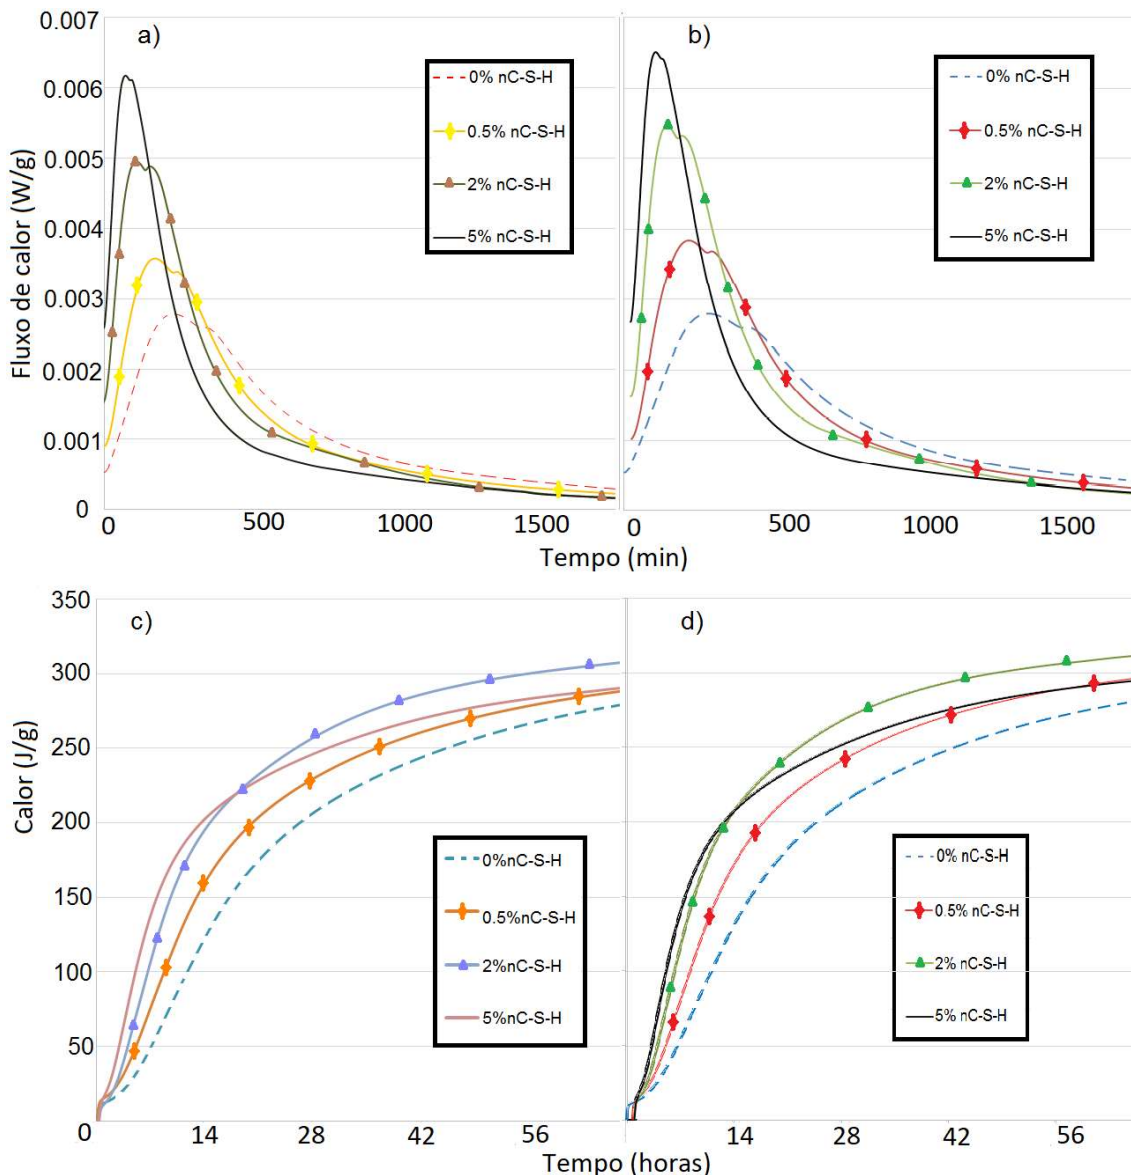 Fluxo de calor (W/g)
0.007
0.006
0.005
0.004
0.003
0.002
0.001
0
a)
0% nC-S-H
0.5% nC-S-H
2% nC-S-H
5% nC-S-H
0 500 1000 1500
b)
0% nC-S-H
0.5% nC-S-H
2% nC-S-H
5% nC-S-H
0 500 1000 1500
Tempo (min)
Calor (J/g)
350
300
250
200
150
100
50
0
c)
0%nC-S-H
0.5%nC-S-H
2%nC-S-H
5%nC-S-H
14 28 42 56
d)
0% nC-S-H
0.5% nC-S-H
2% nC-S-H
5% nC-S-H
14 28 42 56
Tempo (horas)